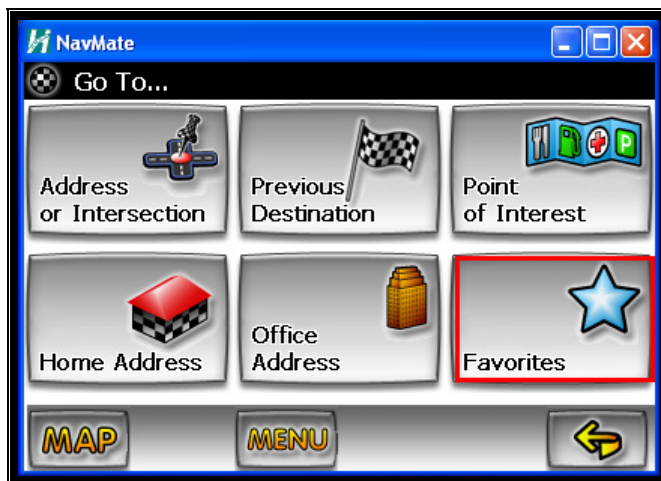 NavMate
Go To...
Address
or Intersection
Previous
Destination
Point
of Interest
P
Home Address
Office
Address
Favorites
MAP
MENU